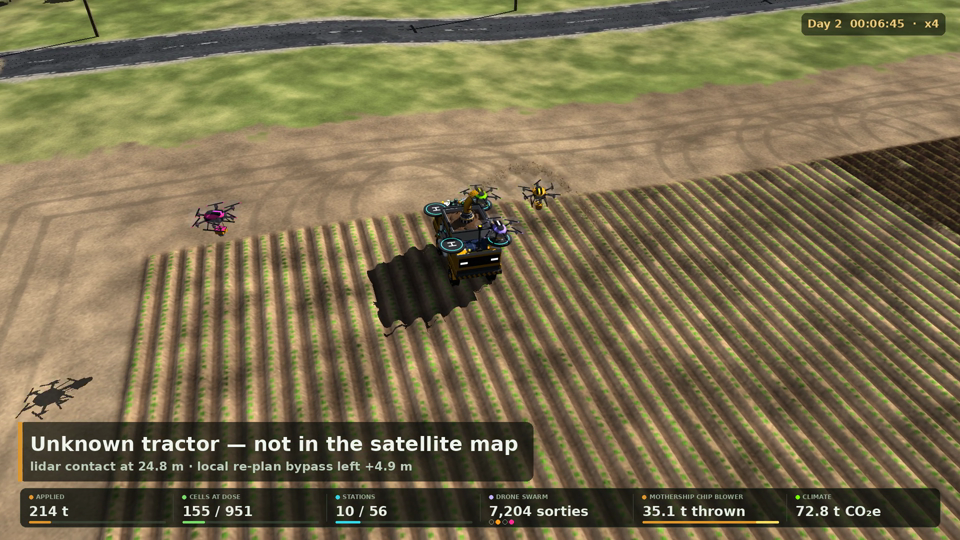 Day 2 00:06:45 · x4
Unknown tractor — not in the satellite map
lidar contact at 24.8 m · local re-plan bypass left +4.9 m
APPLIED
214 t
CELLS AT DOSE
155 / 951
STATIONS
10 / 56
DRONE SWARM
7,204 sorties
MOTHERSHIP CHIP BLOWER
35.1 t thrown
CLIMATE
72.8 t CO₂e